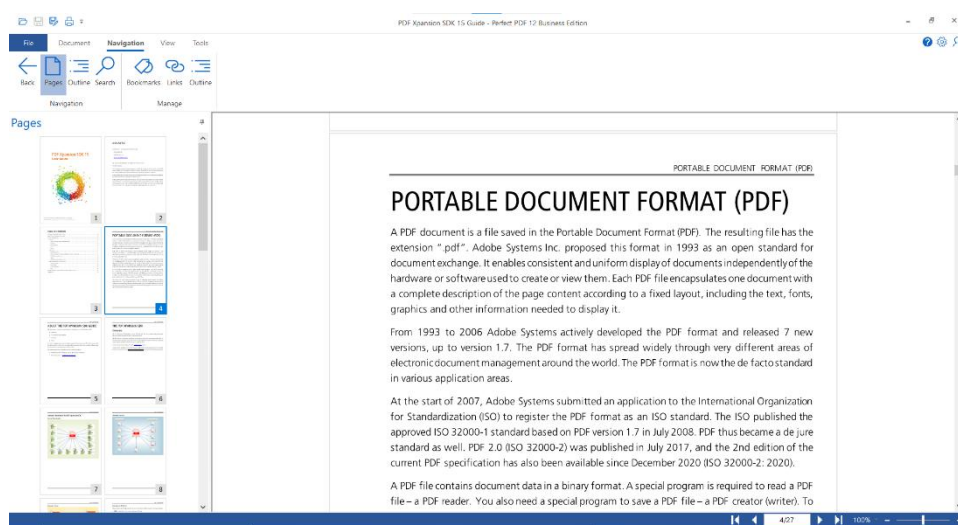 PDF Xpansion SDK 15 Guide - Perfect PDF 12 Business Edition
File Document Navigation View Tools
Back Pages Outline Search Bookmarks Links Outline
Navigation Manage
Pages
PDF Xpansion SDK 15
1 2
3 4
5 6
7 8
PORTABLE DOCUMENT FORMAT (PDF)
PORTABLE DOCUMENT FORMAT (PDF)
A PDF document is a file saved in the Portable Document Format (PDF). The resulting file has the
extension ".pdf". Adobe Systems Inc. proposed this format in 1993 as an open standard for
document exchange. It enables consistent and uniform display of documents independently of the
hardware or software used to create or view them. Each PDF file encapsulates one document with
a complete description of the page content according to a fixed layout, including the text, fonts,
graphics and other information needed to display it.
From 1993 to 2006 Adobe Systems actively developed the PDF format and released 7 new
versions, up to version 1.7. The PDF format has spread widely through very different areas of
electronic document management around the world. The PDF format is now the de facto standard
in various application areas.
At the start of 2007, Adobe Systems submitted an application to the International Organization
for Standardization (ISO) to register the PDF format as an ISO standard. The ISO published the
approved ISO 32000-1 standard based on PDF version 1.7 in July 2008. PDF thus became a de jure
standard as well. PDF 2.0 (ISO 32000-2) was published in July 2017, and the 2nd edition of the
current PDF specification has also been available since December 2020 (ISO 32000-2: 2020).
A PDF file contains document data in a binary format. A special program is required to read a PDF
file – a PDF reader. You also need a special program to save a PDF file – a PDF creator (writer). To
4/27 100%